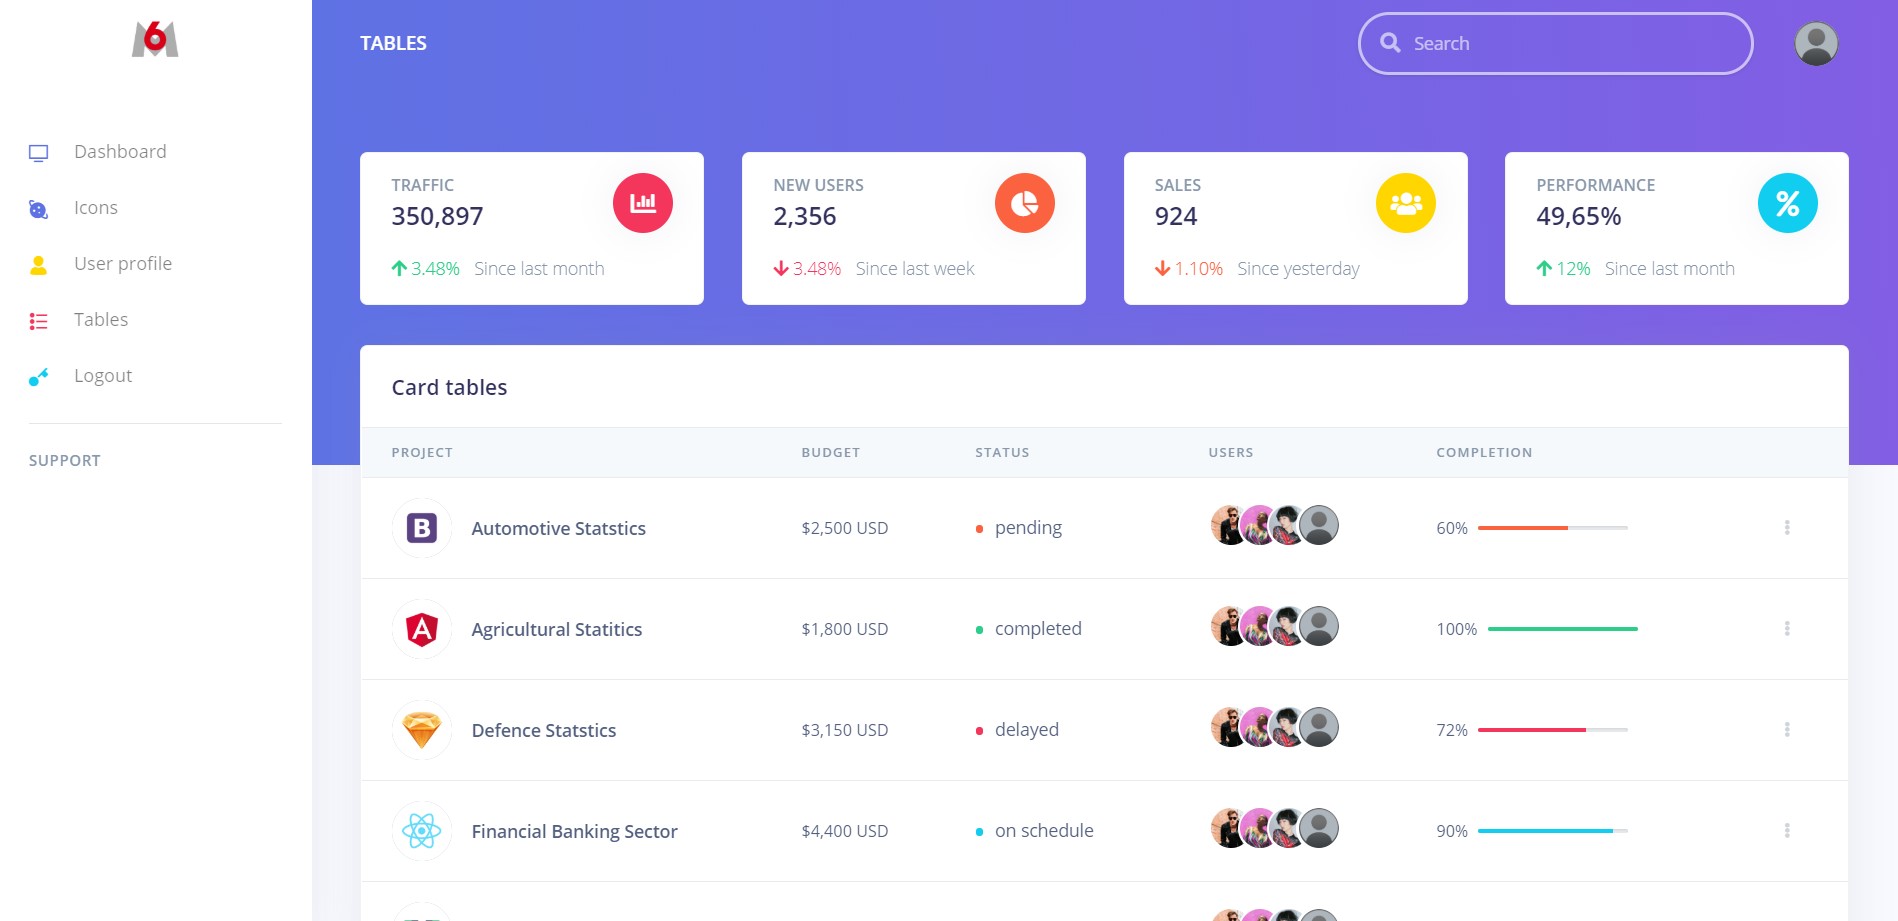 M6
TABLES
Search
Dashboard
Icons
User profile
Tables
Logout
SUPPORT
TRAFFIC
350,897
3.48% Since last month
NEW USERS
2,356
3.48% Since last week
SALES
924
1.10% Since yesterday
PERFORMANCE
49,65%
12% Since last month
Card tables
PROJECT BUDGET STATUS USERS COMPLETION
B Automotive Statstics $2,500 USD pending 60%
A Agricultural Statitics $1,800 USD completed 100%
Defence Statstics $3,150 USD delayed 72%
Financial Banking Sector $4,400 USD on schedule 90%